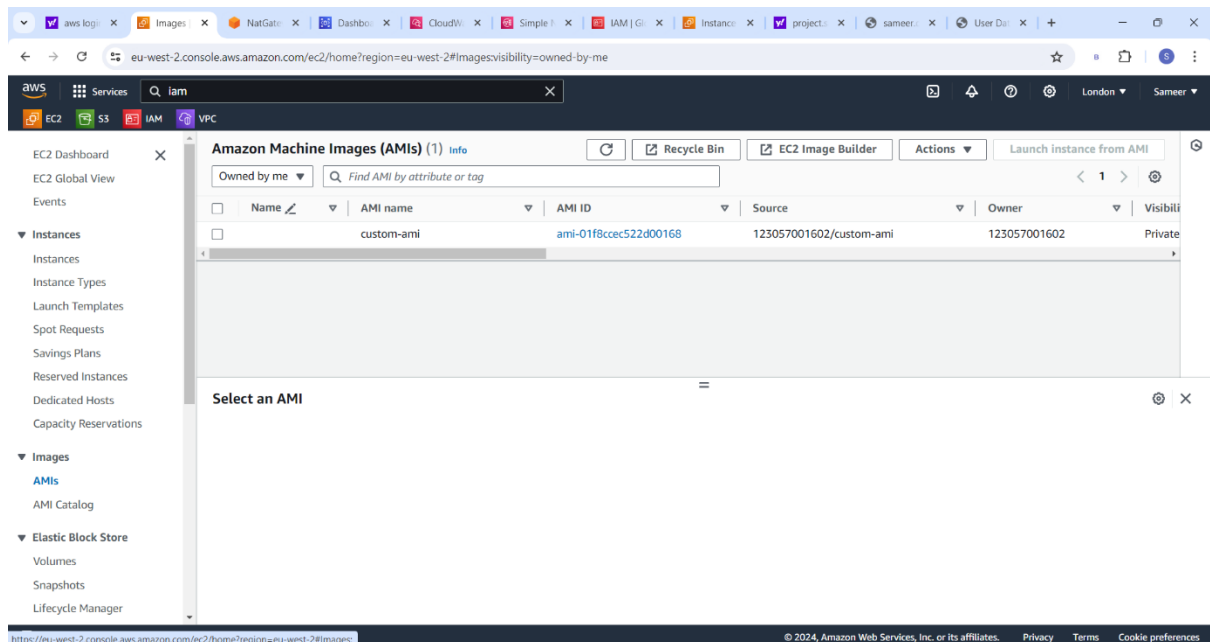 aws logi
Images |
NatGate
Dashbo
CloudW
Simple N
IAM | Gl
Instance
project.s
sameer.c
User Dat
eu-west-2.console.aws.amazon.com/ec2/home?region=eu-west-2#Images:visibility=owned-by-me
S
aws
Services
iam
London
Sameer
EC2
S3
IAM
VPC
EC2 Dashboard
EC2 Global View
Events
Instances
Instances
Instance Types
Launch Templates
Spot Requests
Savings Plans
Reserved Instances
Dedicated Hosts
Capacity Reservations
Images
AMIs
AMI Catalog
Elastic Block Store
Volumes
Snapshots
Lifecycle Manager
Amazon Machine Images (AMIs) (1) Info
Recycle Bin
EC2 Image Builder
Actions
Launch instance from AMI
Owned by me
Find AMI by attribute or tag
1
Name
AMI name
AMI ID
Source
Owner
Visibili
custom-ami
ami-01f8ccec522d00168
123057001602/custom-ami
123057001602
Private
Select an AMI
https://eu-west-2.console.aws.amazon.com/ec2/home?region=eu-west-2#Images:
© 2024, Amazon Web Services, Inc. or its affiliates.
Privacy
Terms
Cookie preferences